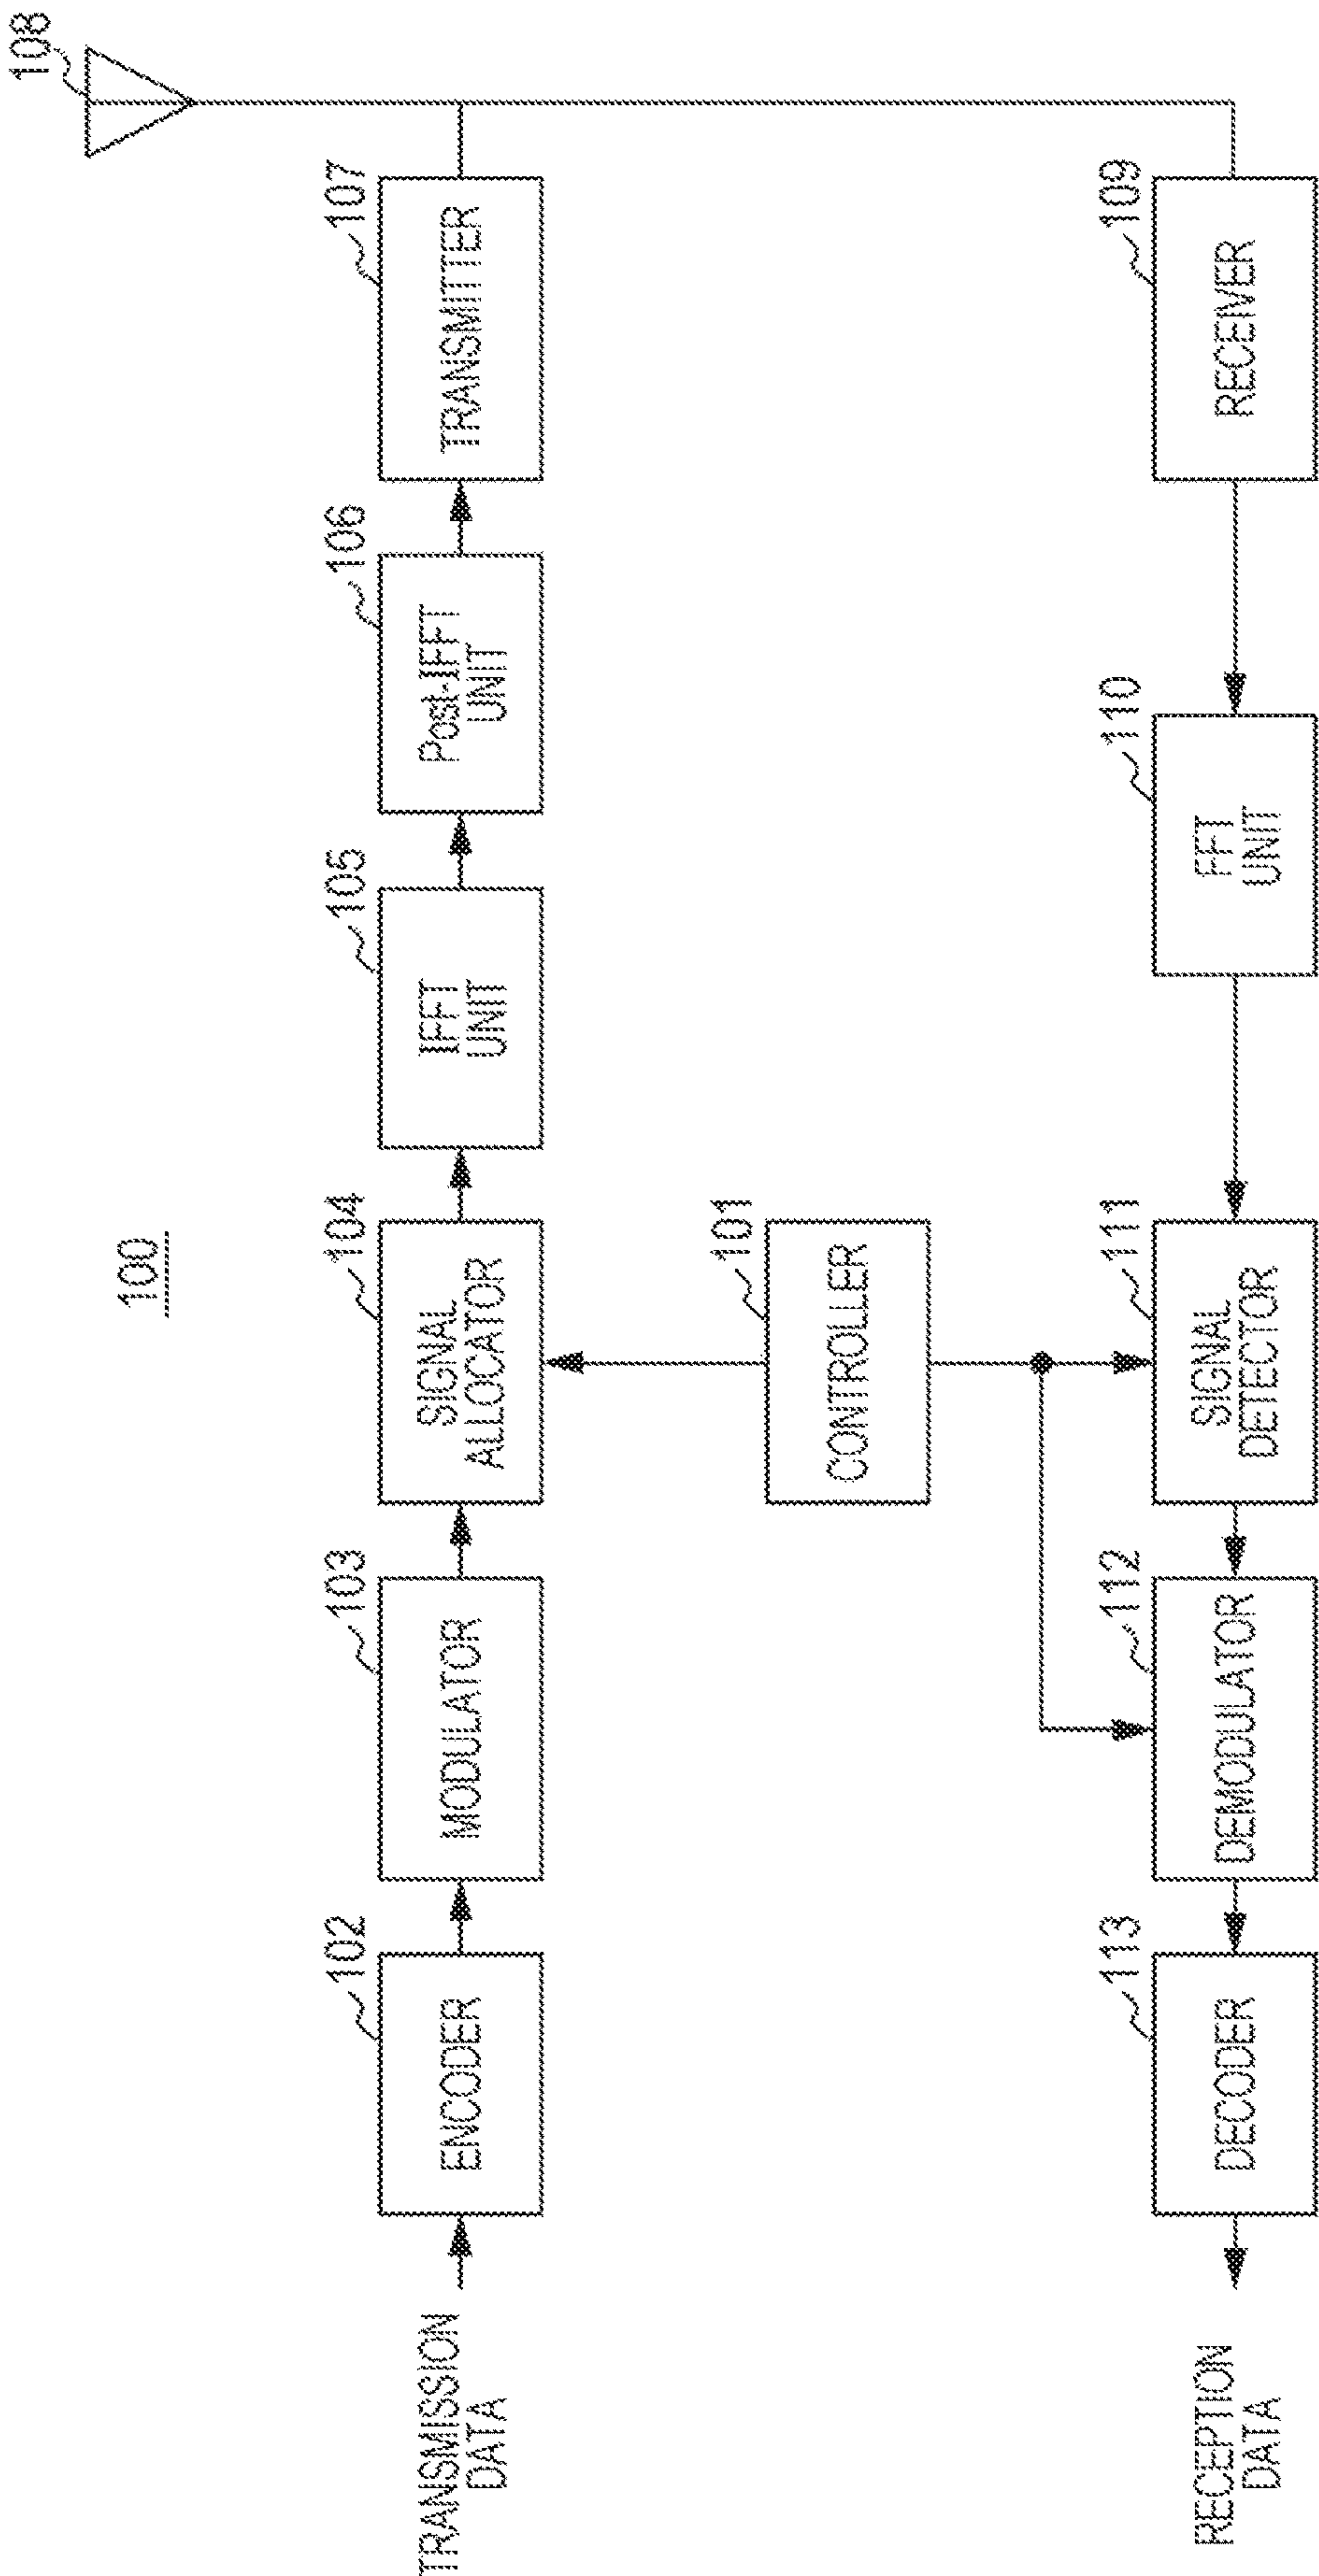 100
108
TRANSMISSION
DATA
102
ENCODER
103
MODULATOR
104
SIGNAL
ALLOCATOR
105
IFFT
UNIT
106
Post-IFFT
UNIT
107
TRANSMITTER
101
CONTROLLER
RECEPTION
DATA
113
DECODER
112
DEMODULATOR
111
SIGNAL
DETECTOR
110
FFT
UNIT
109
RECEIVER